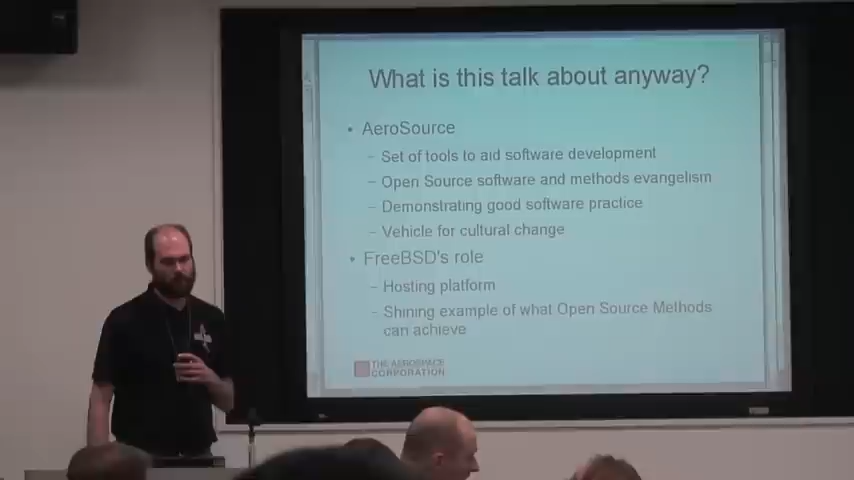 What is this talk about anyway?
• AeroSource
– Set of tools to aid software development
– Open Source software and methods evangelism
– Demonstrating good software practice
– Vehicle for cultural change
• FreeBSD's role
– Hosting platform
– Shining example of what Open Source Methods
can achieve
THE AEROSPACE
CORPORATION